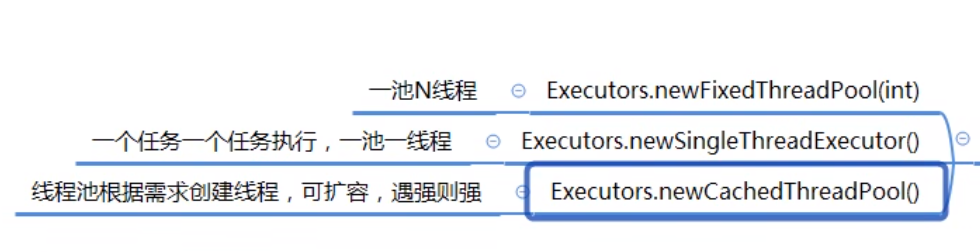 一池N线程 Executors.newFixedThreadPool(int)
一个任务一个任务执行，一池一线程 Executors.newSingleThreadExecutor()
线程池根据需求创建线程，可扩容，遇强则强 Executors.newCachedThreadPool()